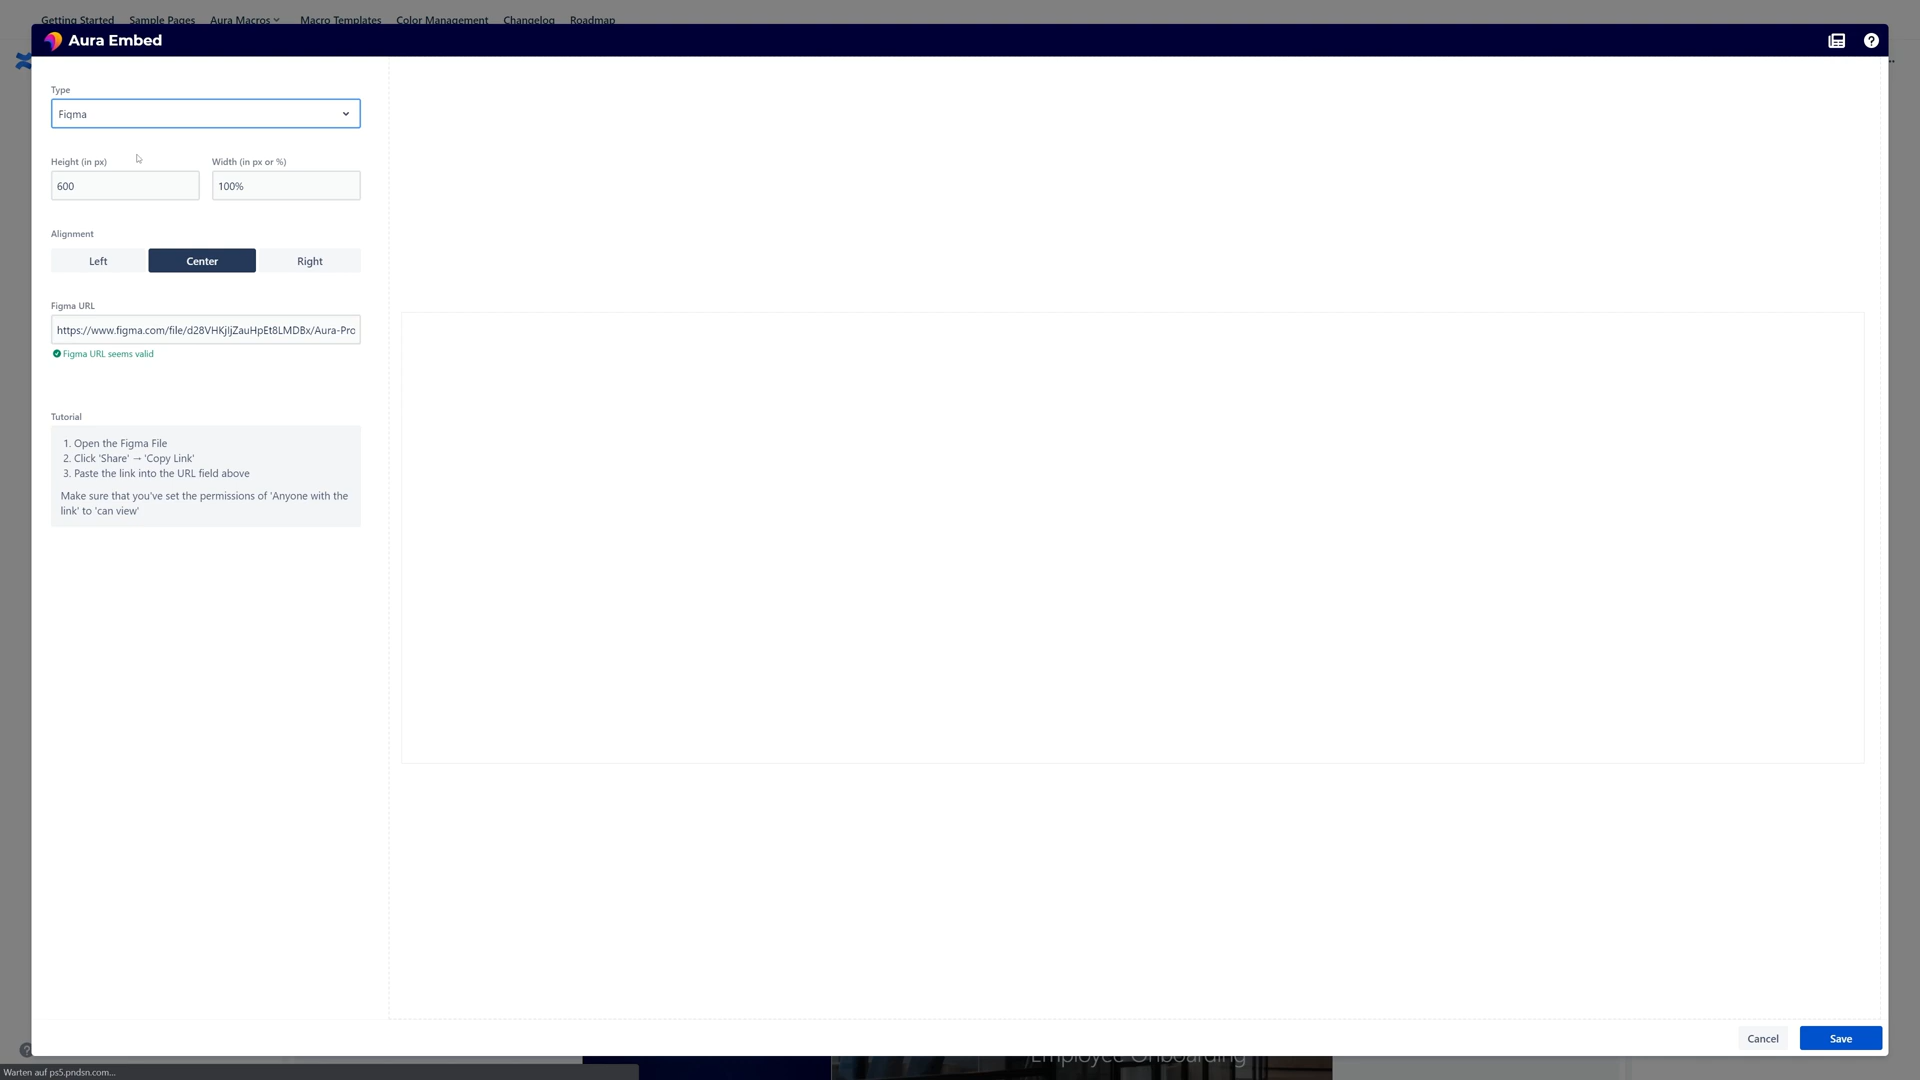 Getting Started Sample Pages Aura Macros Macro Templates Color Management Changelog Roadmap
Aura Embed
Type
Figma
Height (in px) Width (in px or %)
600 100%
Alignment
Left Center Right
Figma URL
https://www.figma.com/file/d28VHKjIjZauHpEt8LMDBx/Aura-Pro
Figma URL seems valid
Tutorial
1. Open the Figma File
2. Click 'Share' → 'Copy Link'
3. Paste the link into the URL field above
Make sure that you've set the permissions of 'Anyone with the
link' to 'can view'
Cancel Save
Employee Onboarding
Warten auf ps5.pndsn.com...